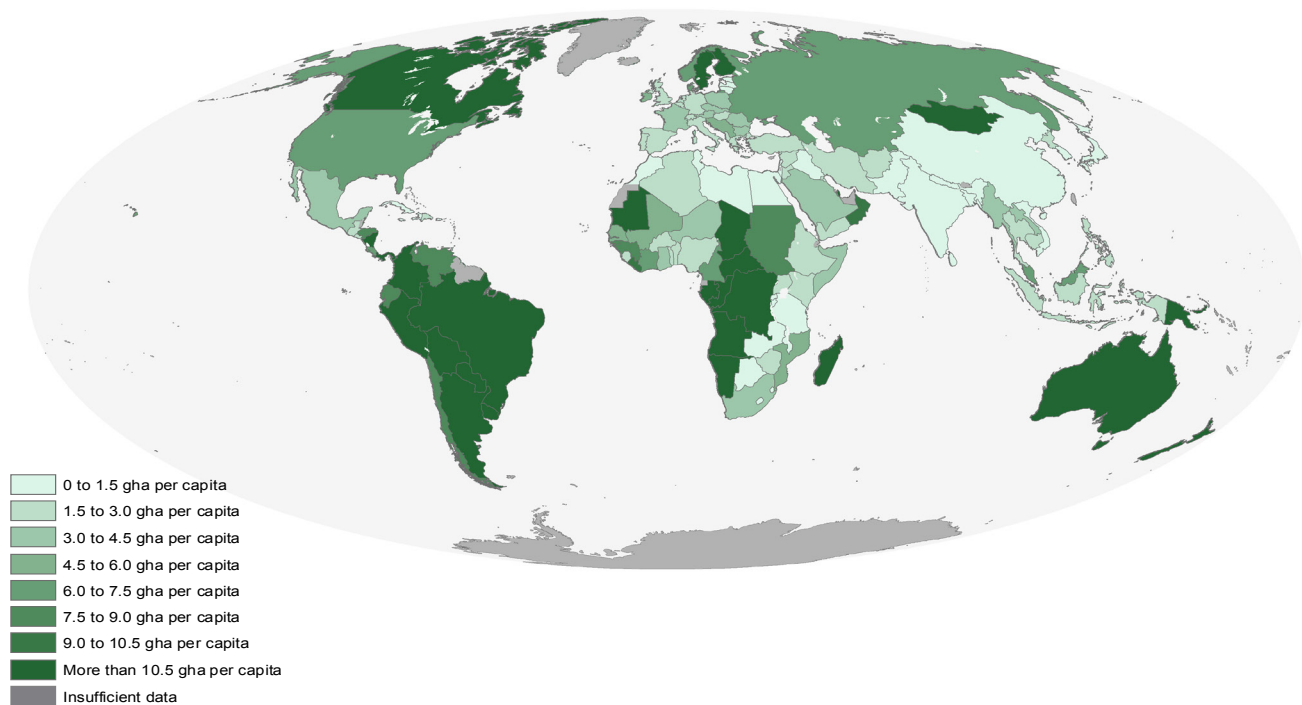 0 to 1.5 gha per capita
1.5 to 3.0 gha per capita
3.0 to 4.5 gha per capita
4.5 to 6.0 gha per capita
6.0 to 7.5 gha per capita
7.5 to 9.0 gha per capita
9.0 to 10.5 gha per capita
More than 10.5 gha per capita
Insufficient data